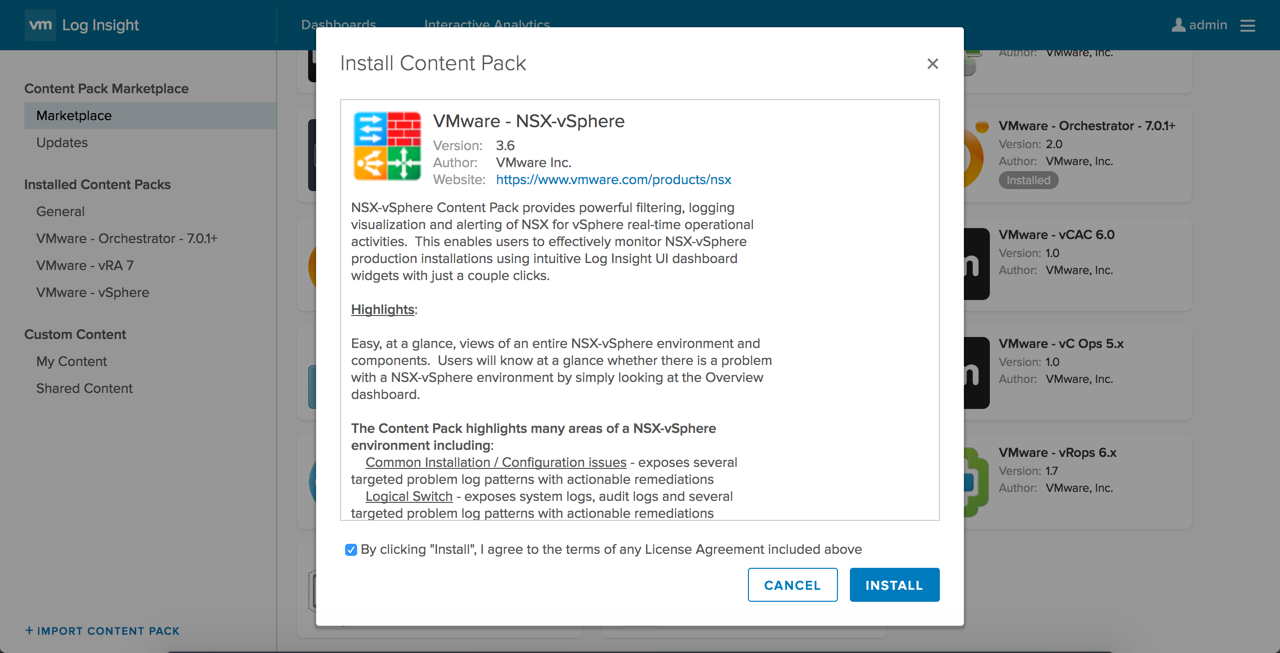 vm Log Insight
Dashboards
Interactive Analytics
admin
Content Pack Marketplace
Marketplace
Updates
Installed Content Packs
General
VMware - Orchestrator - 7.0.1+
VMware - vRA 7
VMware - vSphere
Custom Content
My Content
Shared Content
+ IMPORT CONTENT PACK
Install Content Pack
VMware - NSX-vSphere
Version: 3.6
Author: VMware Inc.
Website: https://www.vmware.com/products/nsx
NSX-vSphere Content Pack provides powerful filtering, logging
visualization and alerting of NSX for vSphere real-time operational
activities.  This enables users to effectively monitor NSX-vSphere
production installations using intuitive Log Insight UI dashboard
widgets with just a couple clicks.
Highlights:
Easy, at a glance, views of an entire NSX-vSphere environment and
components.  Users will know at a glance whether there is a problem
with a NSX-vSphere environment by simply looking at the Overview
dashboard.
The Content Pack highlights many areas of a NSX-vSphere
environment including:
Common Installation / Configuration issues - exposes several
targeted problem log patterns with actionable remediations
Logical Switch - exposes system logs, audit logs and several
targeted problem log patterns with actionable remediations
By clicking "Install", I agree to the terms of any License Agreement included above
CANCEL
INSTALL
Author: VMware, Inc.
VMware - Orchestrator - 7.0.1+
Version: 2.0
Author: VMware, Inc.
Installed
VMware - vCAC 6.0
Version: 1.0
Author: VMware, Inc.
VMware - vC Ops 5.x
Version: 1.0
Author: VMware, Inc.
VMware - vRops 6.x
Version: 1.7
Author: VMware, Inc.